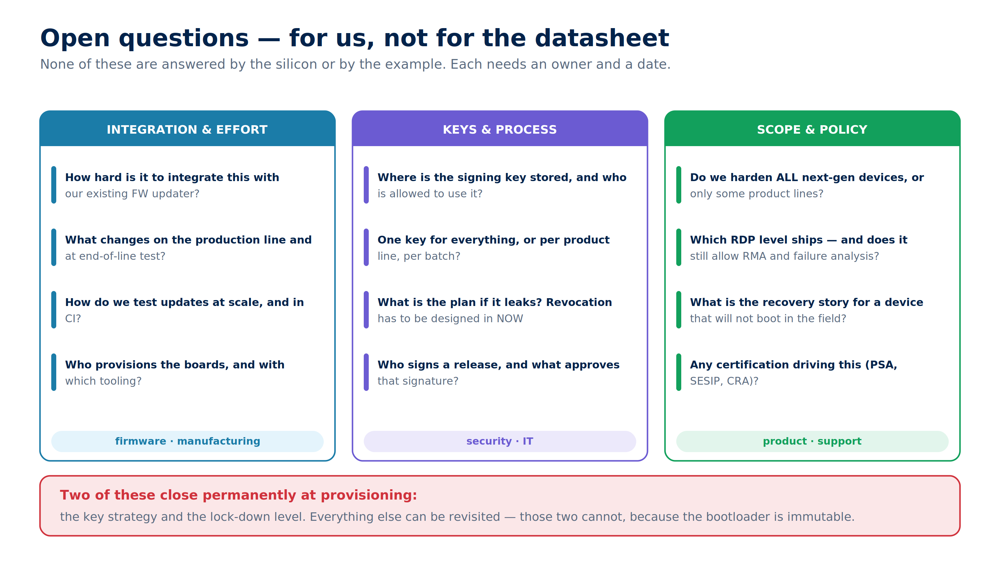 Open questions — for us, not for the datasheet
None of these are answered by the silicon or by the example. Each needs an owner and a date.
INTEGRATION & EFFORT
How hard is it to integrate this with
our existing FW updater?
What changes on the production line and
at end-of-line test?
How do we test updates at scale, and in
CI?
Who provisions the boards, and with
which tooling?
firmware · manufacturing
KEYS & PROCESS
Where is the signing key stored, and who
is allowed to use it?
One key for everything, or per product
line, per batch?
What is the plan if it leaks? Revocation
has to be designed in NOW
Who signs a release, and what approves
that signature?
security · IT
SCOPE & POLICY
Do we harden ALL next-gen devices, or
only some product lines?
Which RDP level ships — and does it
still allow RMA and failure analysis?
What is the recovery story for a device
that will not boot in the field?
Any certification driving this (PSA,
SESIP, CRA)?
product · support
Two of these close permanently at provisioning:
the key strategy and the lock-down level. Everything else can be revisited — those two cannot, because the bootloader is immutable.